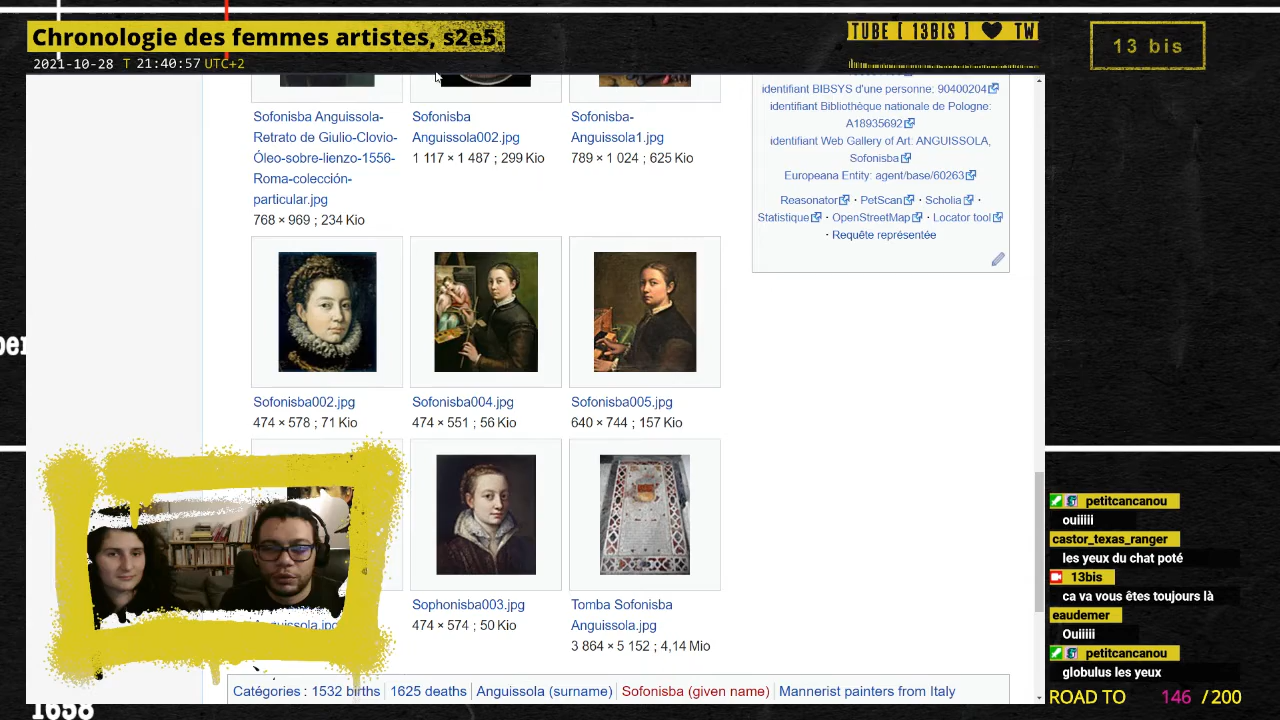 Chronologie des femmes artistes, s2e5
2021-10-28 T 21:40:57 UTC+2
TUBE [ 13BIS ] ♥ TW
13 bis
Sofonisba Anguissola-
Retrato de Giulio-Clovio-
Óleo-sobre-lienzo-1556-
Roma-colección-
particular.jpg
768 × 969 ; 234 Kio
Sofonisba
Anguissola002.jpg
1 117 × 1 487 ; 299 Kio
Sofonisba-
Anguissola1.jpg
789 × 1 024 ; 625 Kio
identifiant BIBSYS d'une personne: 90400204
identifiant Bibliothèque nationale de Pologne:
A18935692
identifiant Web Gallery of Art: ANGUISSOLA,
Sofonisba
Europeana Entity: agent/base/60263
Reasonator · PetScan · Scholia ·
Statistique · OpenStreetMap · Locator tool
· Requête représentée
Sofonisba002.jpg
474 × 578 ; 71 Kio
Sofonisba004.jpg
474 × 551 ; 56 Kio
Sofonisba005.jpg
640 × 744 ; 157 Kio
Anguissola.jpg
Sophonisba003.jpg
474 × 574 ; 50 Kio
Tomba Sofonisba
Anguissola.jpg
3 864 × 5 152 ; 4,14 Mio
Catégories : 1532 births | 1625 deaths | Anguissola (surname) | Sofonisba (given name) | Mannerist painters from Italy
1658
petitcancanou
ouiiiii
castor_texas_ranger
les yeux du chat poté
13bis
ca va vous êtes toujours là
eaudemer
Ouiiiii
petitcancanou
globulus les yeux
ROAD TO 146 / 200